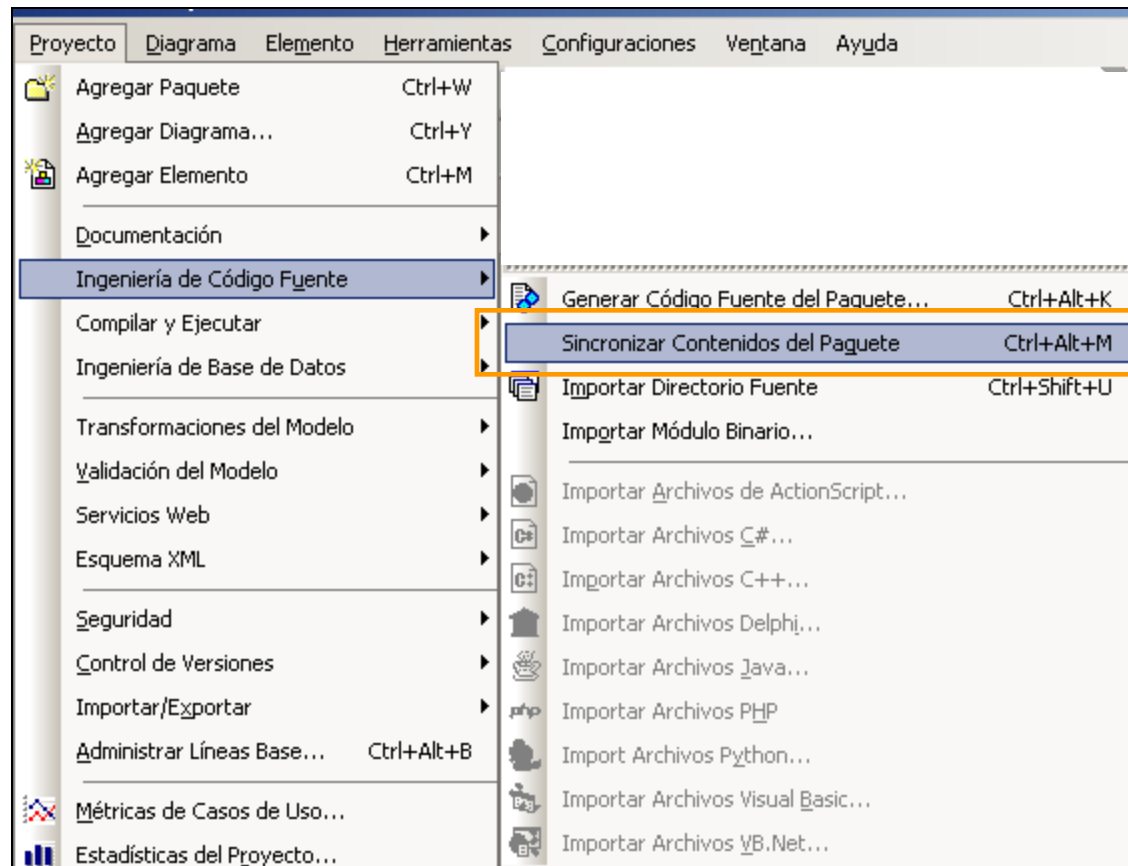 Proyecto Diagrama Elemento Herramientas Configuraciones Ventana Ayuda
Agregar Paquete Ctrl+W
Agregar Diagrama... Ctrl+Y
Agregar Elemento Ctrl+M
Documentación
Ingeniería de Código Fuente
Compilar y Ejecutar
Ingeniería de Base de Datos
Transformaciones del Modelo
Validación del Modelo
Servicios Web
Esquema XML
Seguridad
Control de Versiones
Importar/Exportar
Administrar Líneas Base... Ctrl+Alt+B
Métricas de Casos de Uso...
Estadísticas del Proyecto...
Generar Código Fuente del Paquete... Ctrl+Alt+K
Sincronizar Contenidos del Paquete Ctrl+Alt+M
Importar Directorio Fuente Ctrl+Shift+U
Importar Módulo Binario...
Importar Archivos de ActionScript...
Importar Archivos C#...
Importar Archivos C++...
Importar Archivos Delphi...
Importar Archivos Java...
php Importar Archivos PHP
Import Archivos Python...
Importar Archivos Visual Basic...
Importar Archivos VB.Net...